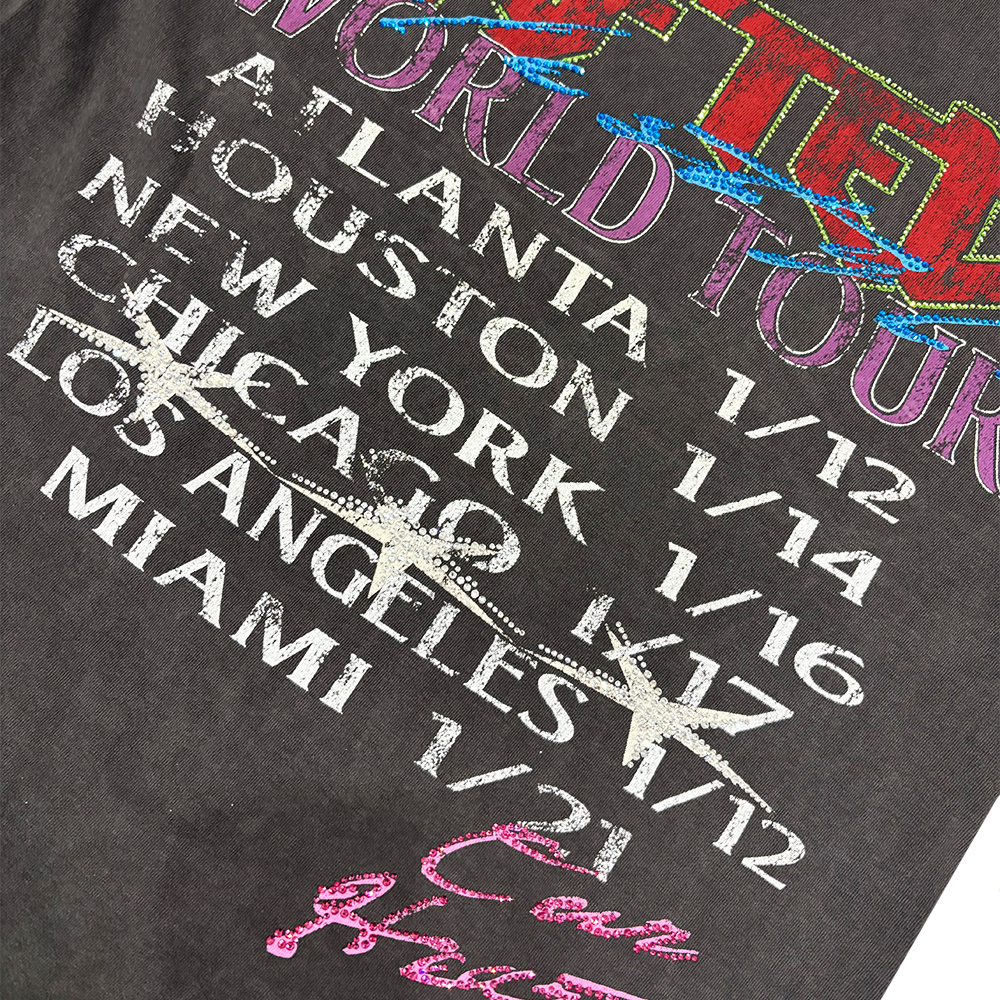 WORLD TOUR
ATLANTA 1/12
HOUSTON 1/14
NEW YORK 1/16
CHICAGO 1/17
LOS ANGELES 1/12
MIAMI 1/21